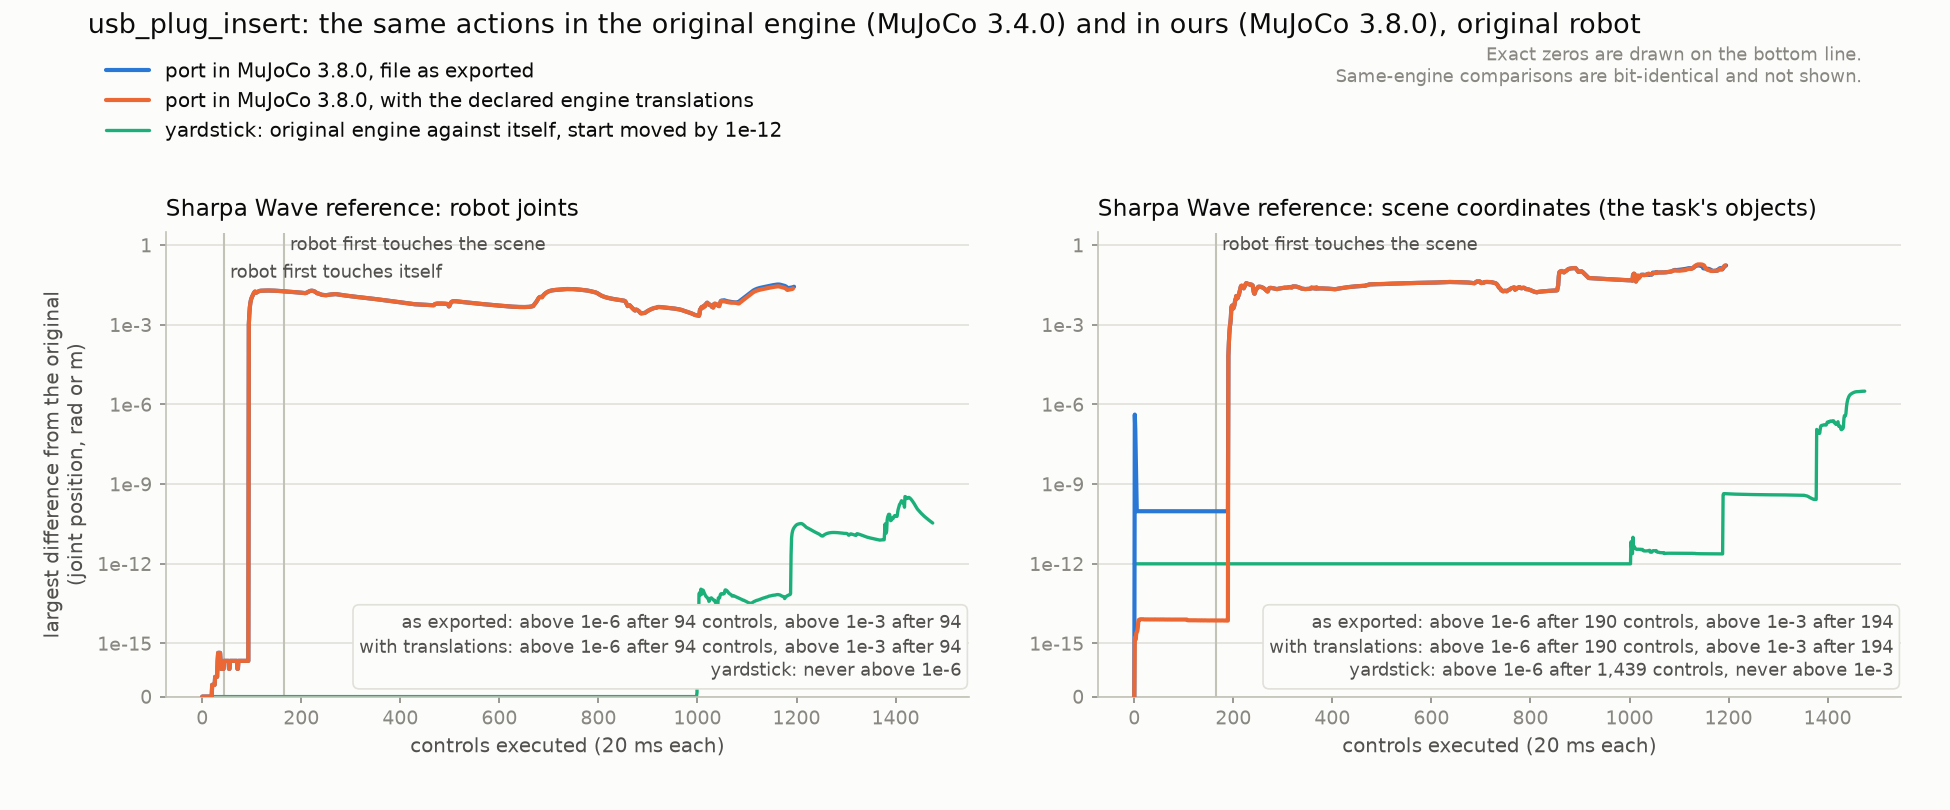 usb_plug_insert: the same actions in the original engine (MuJoCo 3.4.0) and in ours (MuJoCo 3.8.0), original robot
Exact zeros are drawn on the bottom line.
Same-engine comparisons are bit-identical and not shown.
port in MuJoCo 3.8.0, file as exported
port in MuJoCo 3.8.0, with the declared engine translations
yardstick: original engine against itself, start moved by 1e-12
Sharpa Wave reference: robot joints
robot first touches the scene
robot first touches itself
largest difference from the original
(joint position, rad or m)
1
1e-3
1e-6
1e-9
1e-12
1e-15
0
as exported: above 1e-6 after 94 controls, above 1e-3 after 94
with translations: above 1e-6 after 94 controls, above 1e-3 after 94
yardstick: never above 1e-6
0 200 400 600 800 1000 1200 1400
controls executed (20 ms each)
Sharpa Wave reference: scene coordinates (the task's objects)
robot first touches the scene
1
1e-3
1e-6
1e-9
1e-12
1e-15
0
as exported: above 1e-6 after 190 controls, above 1e-3 after 194
with translations: above 1e-6 after 190 controls, above 1e-3 after 194
yardstick: above 1e-6 after 1,439 controls, never above 1e-3
0 200 400 600 800 1000 1200 1400
controls executed (20 ms each)